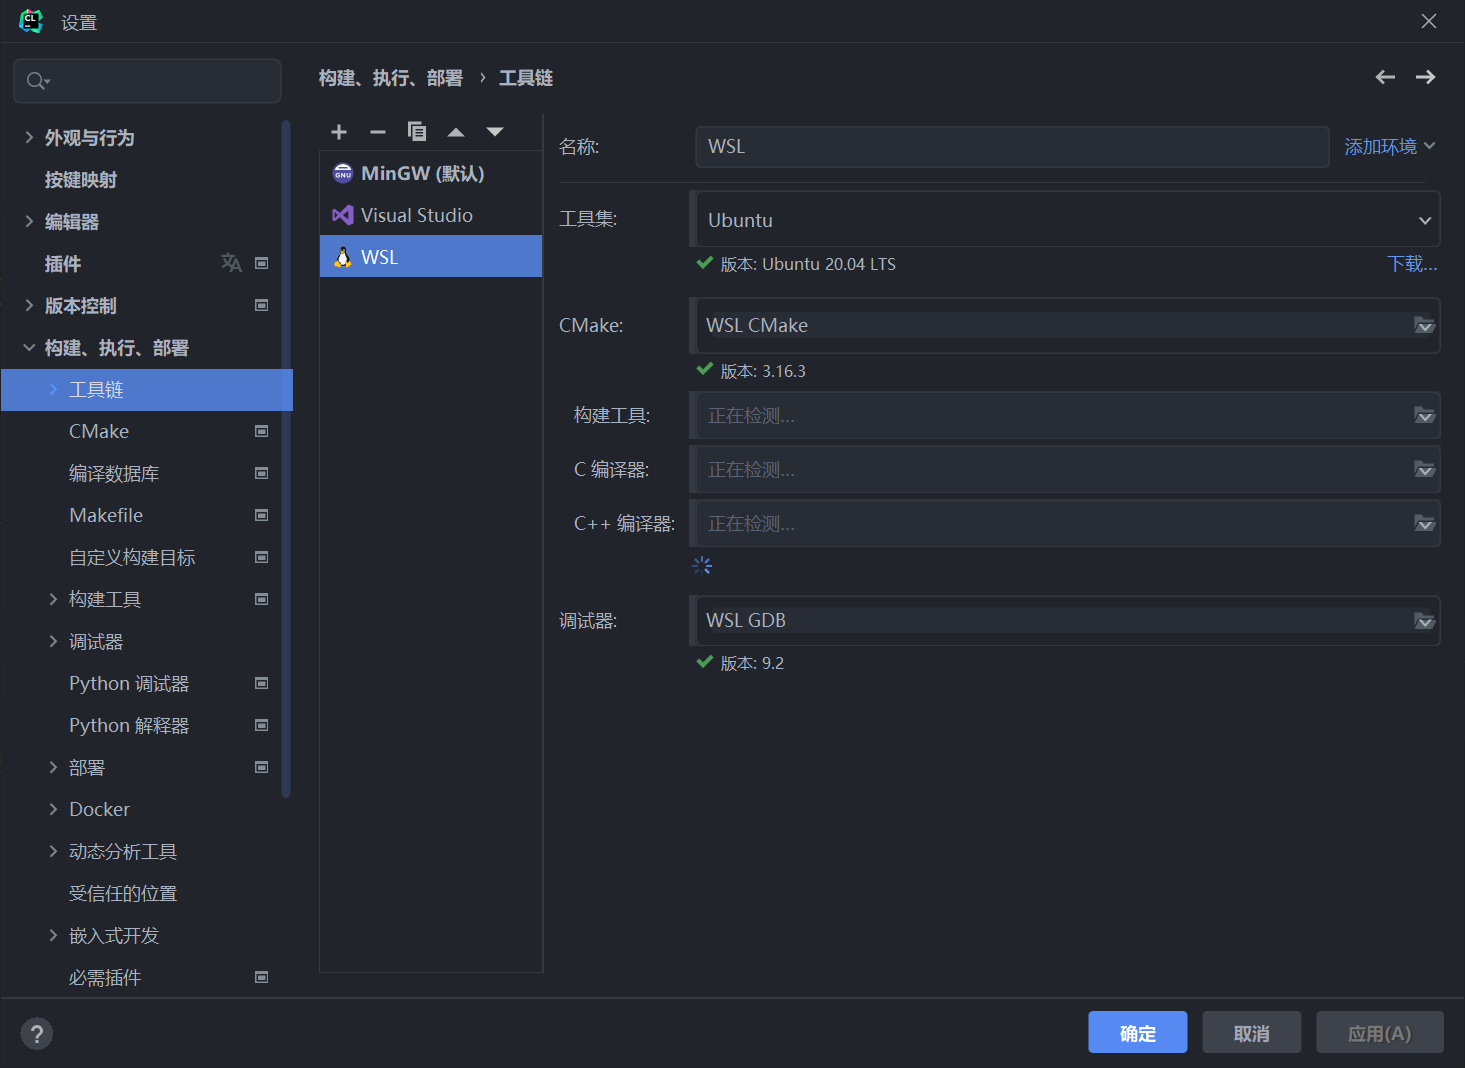 设置
构建、执行、部署 › 工具链
外观与行为
按键映射
编辑器
插件
版本控制
构建、执行、部署
工具链
CMake
编译数据库
Makefile
自定义构建目标
构建工具
调试器
Python 调试器
Python 解释器
部署
Docker
动态分析工具
受信任的位置
嵌入式开发
必需插件
MinGW (默认)
Visual Studio
WSL
名称: WSL 添加环境
工具集: Ubuntu
版本: Ubuntu 20.04 LTS 下载...
CMake: WSL CMake
版本: 3.16.3
构建工具: 正在检测...
C 编译器: 正在检测...
C++ 编译器: 正在检测...
调试器: WSL GDB
版本: 9.2
? 确定 取消 应用(A)